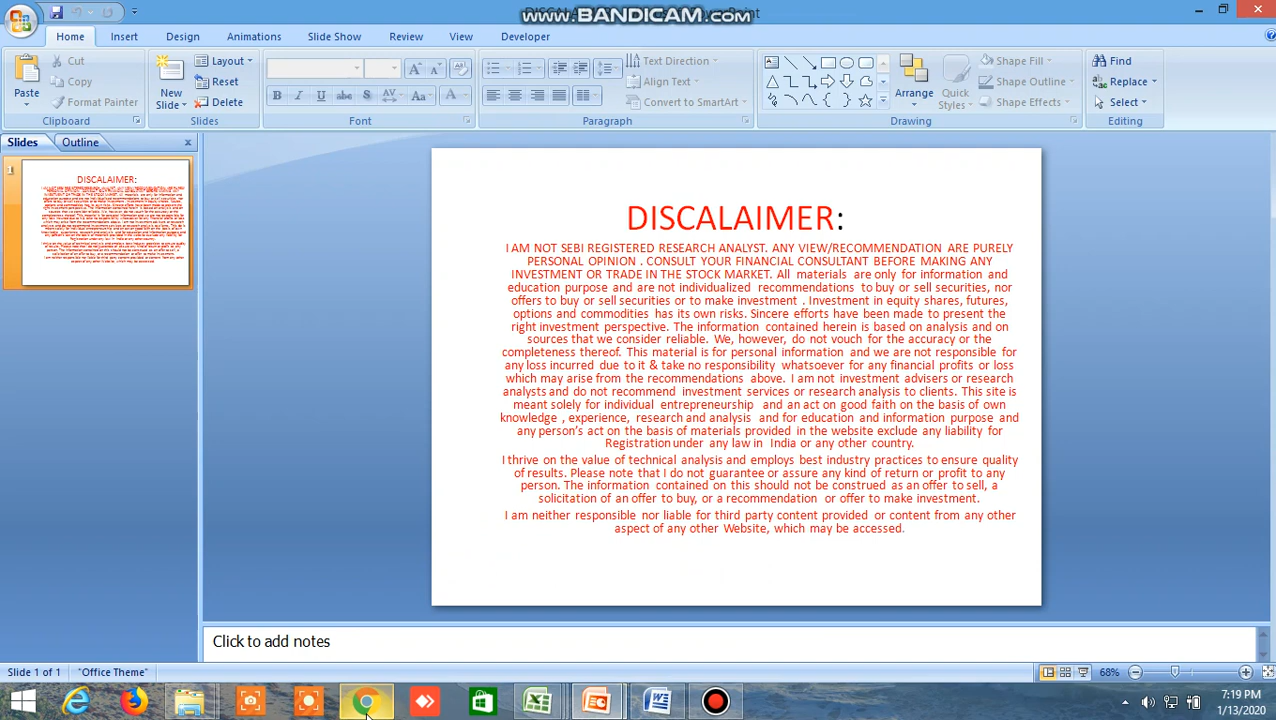 www.BANDICAM.com
Home Insert Design Animations Slide Show Review View Developer
Paste
Cut
Copy
Format Painter
Clipboard
New Slide
Layout
Reset
Delete
Slides
Font
Text Direction
Align Text
Convert to SmartArt
Paragraph
Arrange
Quick Styles
Shape Fill
Shape Outline
Shape Effects
Drawing
Find
Replace
Select
Editing
Slides Outline
1
DISCALAIMER:
I AM NOT SEBI REGISTERED RESEARCH ANALYST. ANY VIEW/RECOMMENDATION ARE PURELY
PERSONAL OPINION . CONSULT YOUR FINANCIAL CONSULTANT BEFORE MAKING ANY
INVESTMENT OR TRADE IN THE STOCK MARKET. All materials are only for information and
education purpose and are not individualized recommendations to buy or sell securities, nor
offers to buy or sell securities or to make investment . Investment in equity shares, futures,
options and commodities has its own risks. Sincere efforts have been made to present the
right investment perspective. The information contained herein is based on analysis and on
sources that we consider reliable. We, however, do not vouch for the accuracy or the
completeness thereof. This material is for personal information and we are not responsible for
any loss incurred due to it & take no responsibility whatsoever for any financial profits or loss
which may arise from the recommendations above. I am not investment advisers or research
analysts and do not recommend investment services or research analysis to clients. This site is
meant solely for individual entrepreneurship and an act on good faith on the basis of own
knowledge , experience, research and analysis and for education and information purpose and
any person's act on the basis of materials provided in the website exclude any liability for
Registration under any law in India or any other country.
I thrive on the value of technical analysis and employs best industry practices to ensure quality
of results. Please note that I do not guarantee or assure any kind of return or profit to any
person. The information contained on this should not be construed as an offer to sell, a
solicitation of an offer to buy, or a recommendation or offer to make investment.
I am neither responsible nor liable for third party content provided or content from any other
aspect of any other Website, which may be accessed.
Click to add notes
Slide 1 of 1 "Office Theme" 68%
7:19 PM
1/13/2020